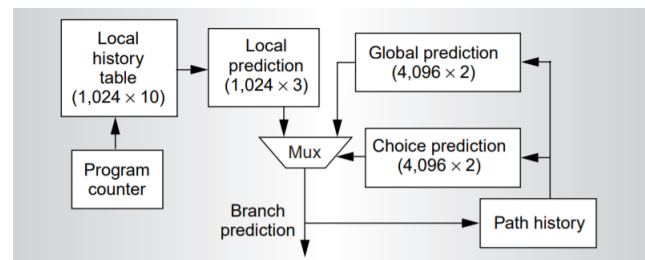 Local
history
table
(1,024 × 10)
Local
prediction
(1,024 × 3)
Global prediction
(4,096 × 2)
Mux
Choice prediction
(4,096 × 2)
Program
counter
Branch
prediction
Path history